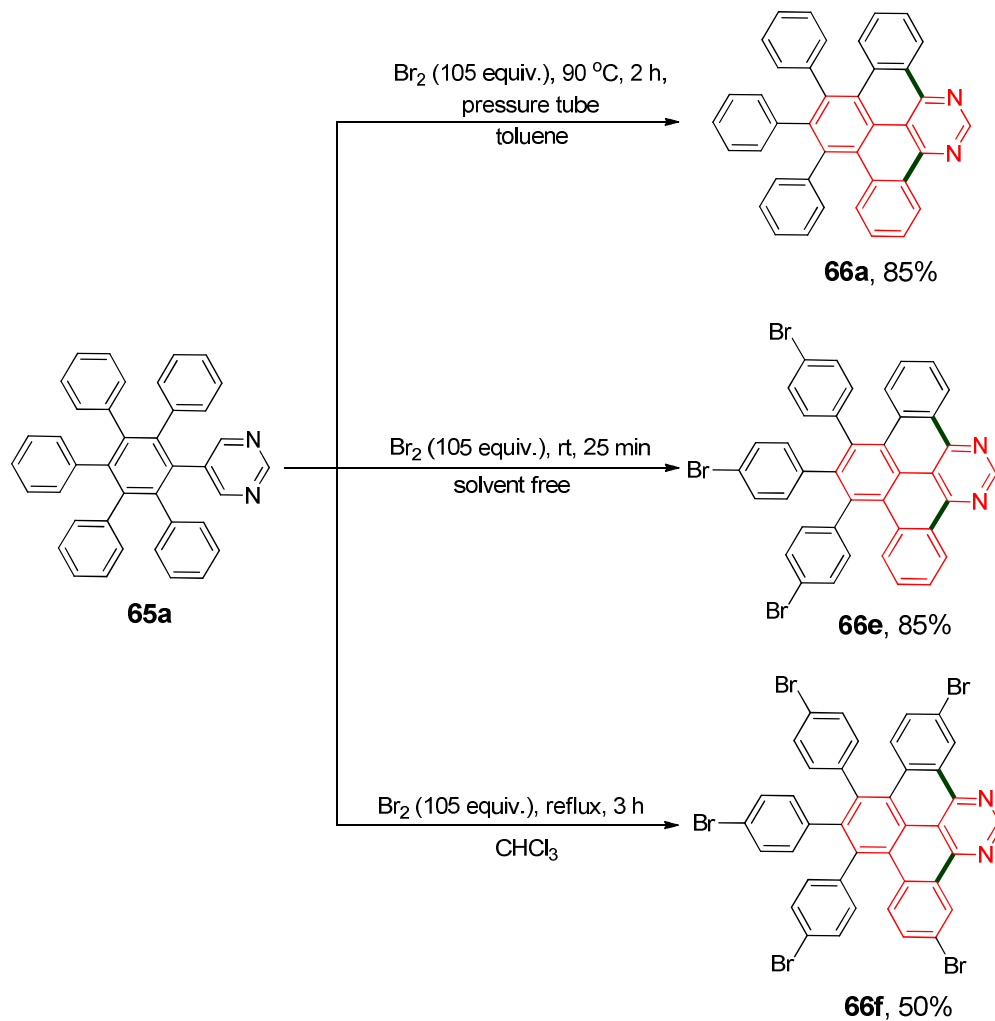 Br2 (105 equiv.), 90 °C, 2 h,
pressure tube
toluene
N
N
66a, 85%
N
N
65a
Br2 (105 equiv.), rt, 25 min
solvent free
Br
Br
Br
N
N
66e, 85%
Br2 (105 equiv.), reflux, 3 h
CHCl3
Br
Br
Br
N
Br
N
Br
66f, 50%